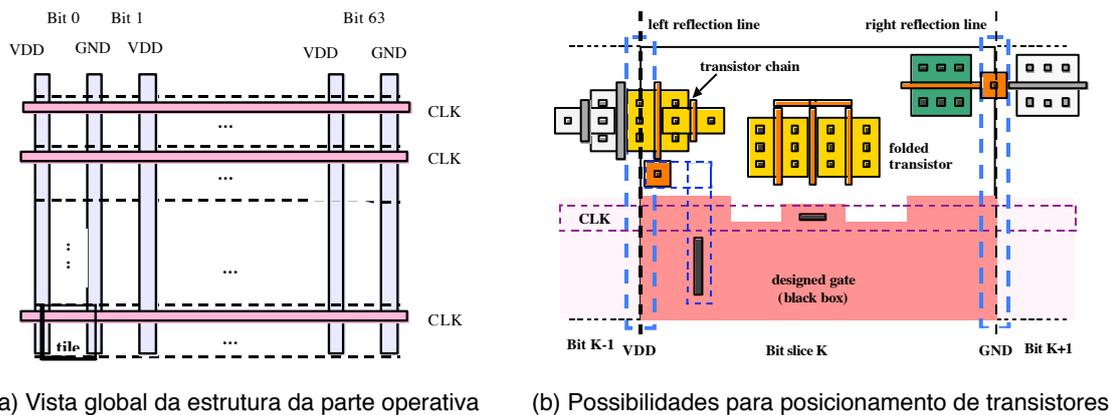 Bit 0 Bit 1 Bit 63
VDD GND VDD VDD GND
CLK
...
CLK
...
:
:
...
CLK
...
tile
left reflection line right reflection line
transistor chain
folded
transistor
CLK
designed gate
(black box)
Bit K-1 VDD Bit slice K GND Bit K+1
a) Vista global da estrutura da parte operativa
(b) Possibilidades para posicionamento de transistores